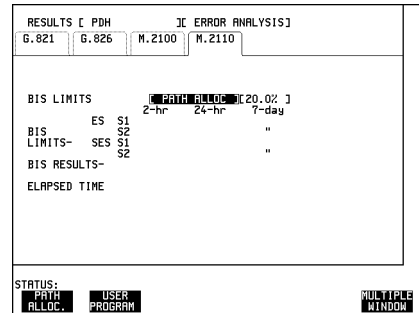 RESULTS [ PDH ][ ERROR ANALYSIS]
G.821 G.826 M.2100 M.2110
BIS LIMITS [ PATH ALLOC ][20.0% ]
2-hr 24-hr 7-day
ES S1
BIS S2 "
LIMITS- SES S1
S2 "
BIS RESULTS-
ELAPSED TIME
STATUS:
PATH ALLOC. USER PROGRAM MULTIPLE WINDOW